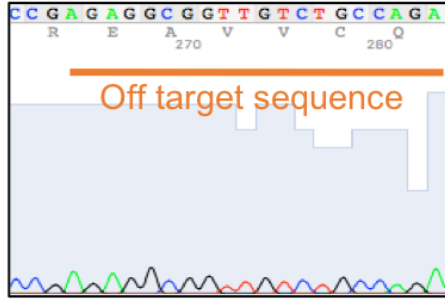 CCGAGAGGCGGTTGTCTGCCAGA
R E A V V C Q
270 280
Off target sequence